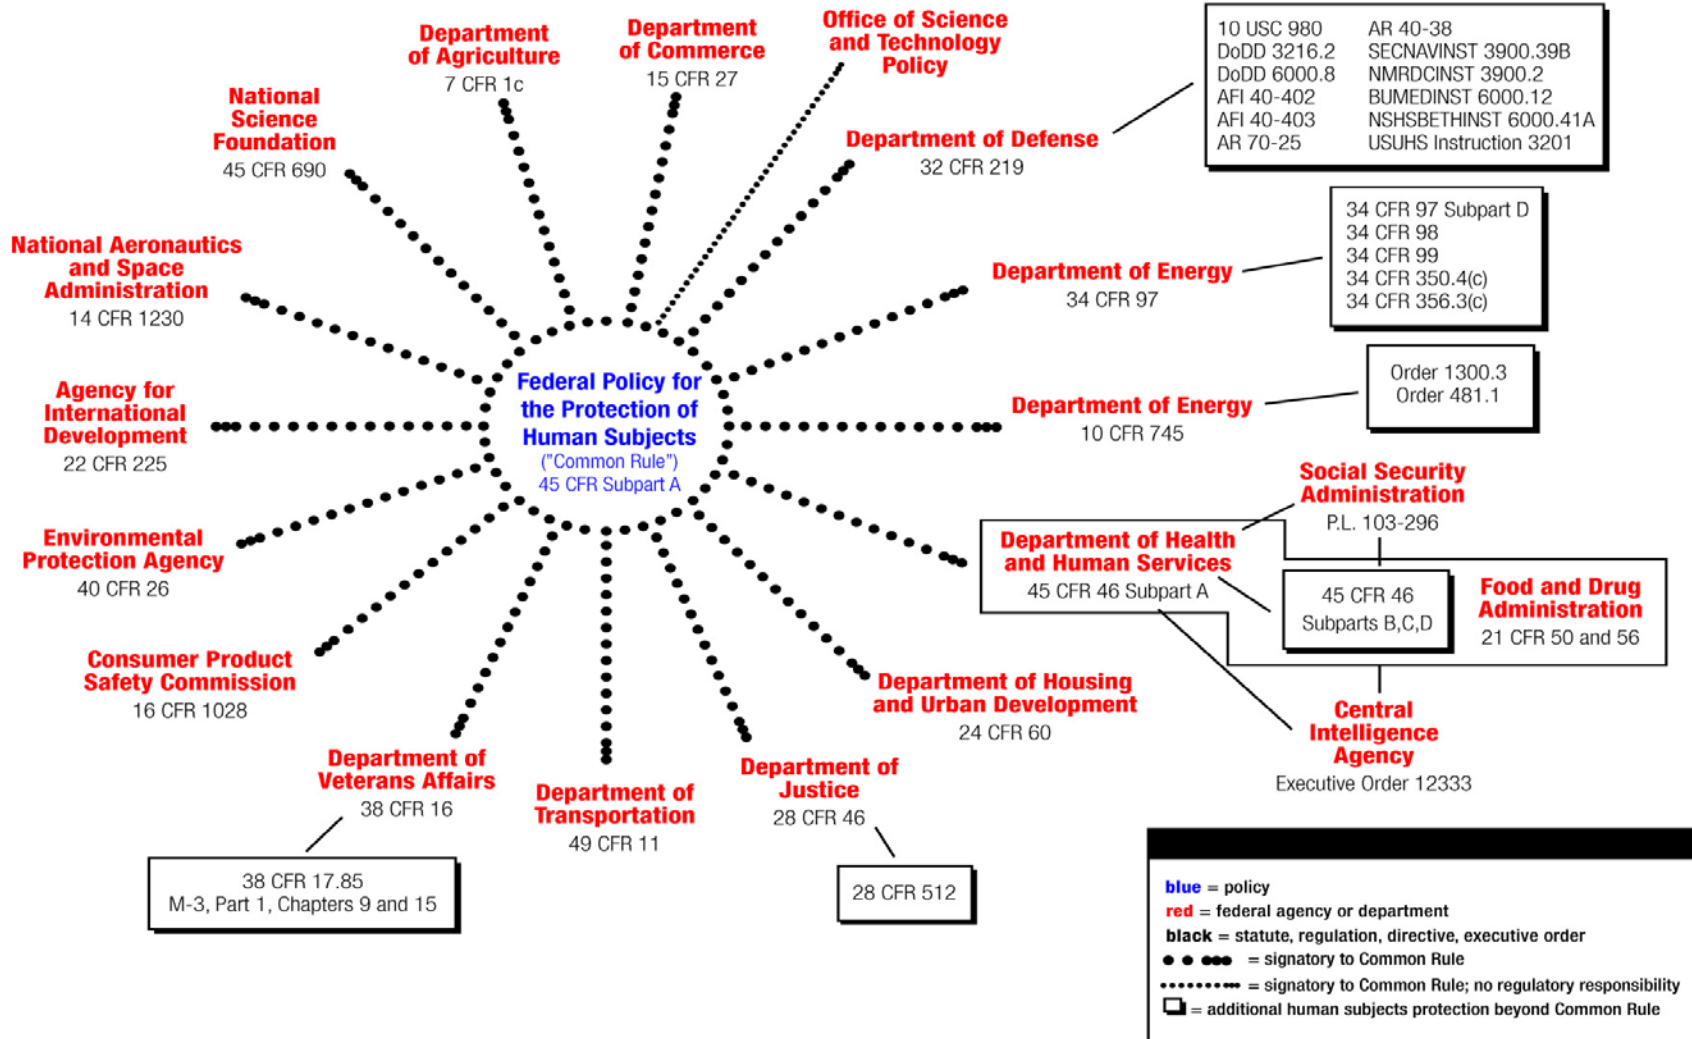 Office of Science
and Technology
Policy
Department
of Commerce
15 CFR 27
Department
of Agriculture
7 CFR 1c
National
Science
Foundation
45 CFR 690
National Aeronautics
and Space
Administration
14 CFR 1230
Agency for
International
Development
22 CFR 225
Environmental
Protection Agency
40 CFR 26
Consumer Product
Safety Commission
16 CFR 1028
Department of
Veterans Affairs
38 CFR 16
38 CFR 17.85
M-3, Part 1, Chapters 9 and 15
Department of
Transportation
49 CFR 11
Department of
Justice
28 CFR 46
28 CFR 512
Department of Housing
and Urban Development
24 CFR 60
Federal Policy for
the Protection of
Human Subjects
("Common Rule")
45 CFR Subpart A
Department of Defense
32 CFR 219
10 USC 980 AR 40-38
DoDD 3216.2 SECNAVINST 3900.39B
DoDD 6000.8 NMRDCINST 3900.2
AFI 40-402 BUMEDINST 6000.12
AFI 40-403 NSHSBETHINST 6000.41A
AR 70-25 USUHS Instruction 3201
Department of Energy
34 CFR 97
34 CFR 97 Subpart D
34 CFR 98
34 CFR 99
34 CFR 350.4(c)
34 CFR 356.3(c)
Department of Energy
10 CFR 745
Order 1300.3
Order 481.1
Social Security
Administration
P.L. 103-296
Department of Health
and Human Services
45 CFR 46 Subpart A
45 CFR 46
Subparts B,C,D
Food and Drug
Administration
21 CFR 50 and 56
Central
Intelligence
Agency
Executive Order 12333
blue = policy
red = federal agency or department
black = statute, regulation, directive, executive order
= signatory to Common Rule
= signatory to Common Rule; no regulatory responsibility
= additional human subjects protection beyond Common Rule